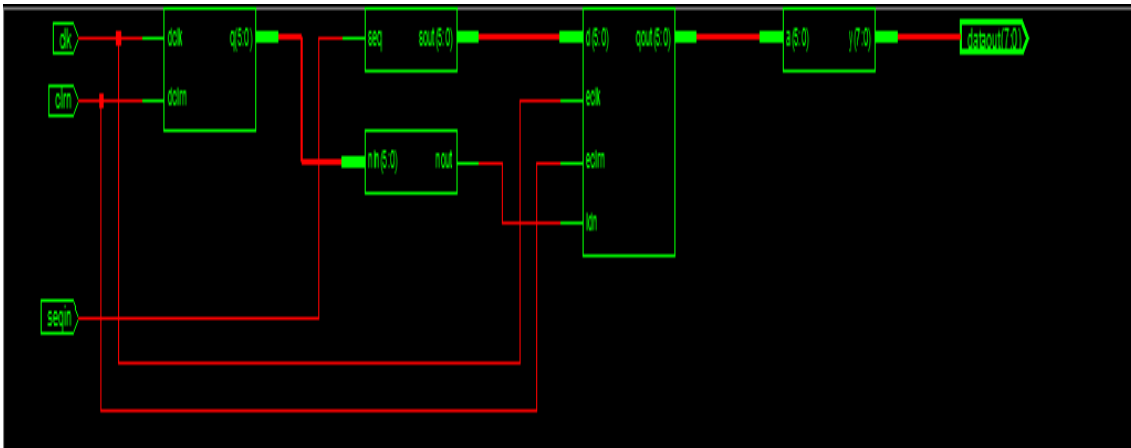 clk
clrn
seqin
dclk
q(5:0)
dclrn
seq
sout(5:0)
nin(5:0)
nout
d(5:0)
qout(5:0)
eclk
eclrn
ldn
a(5:0)
y(7:0)
dataout(7:0)